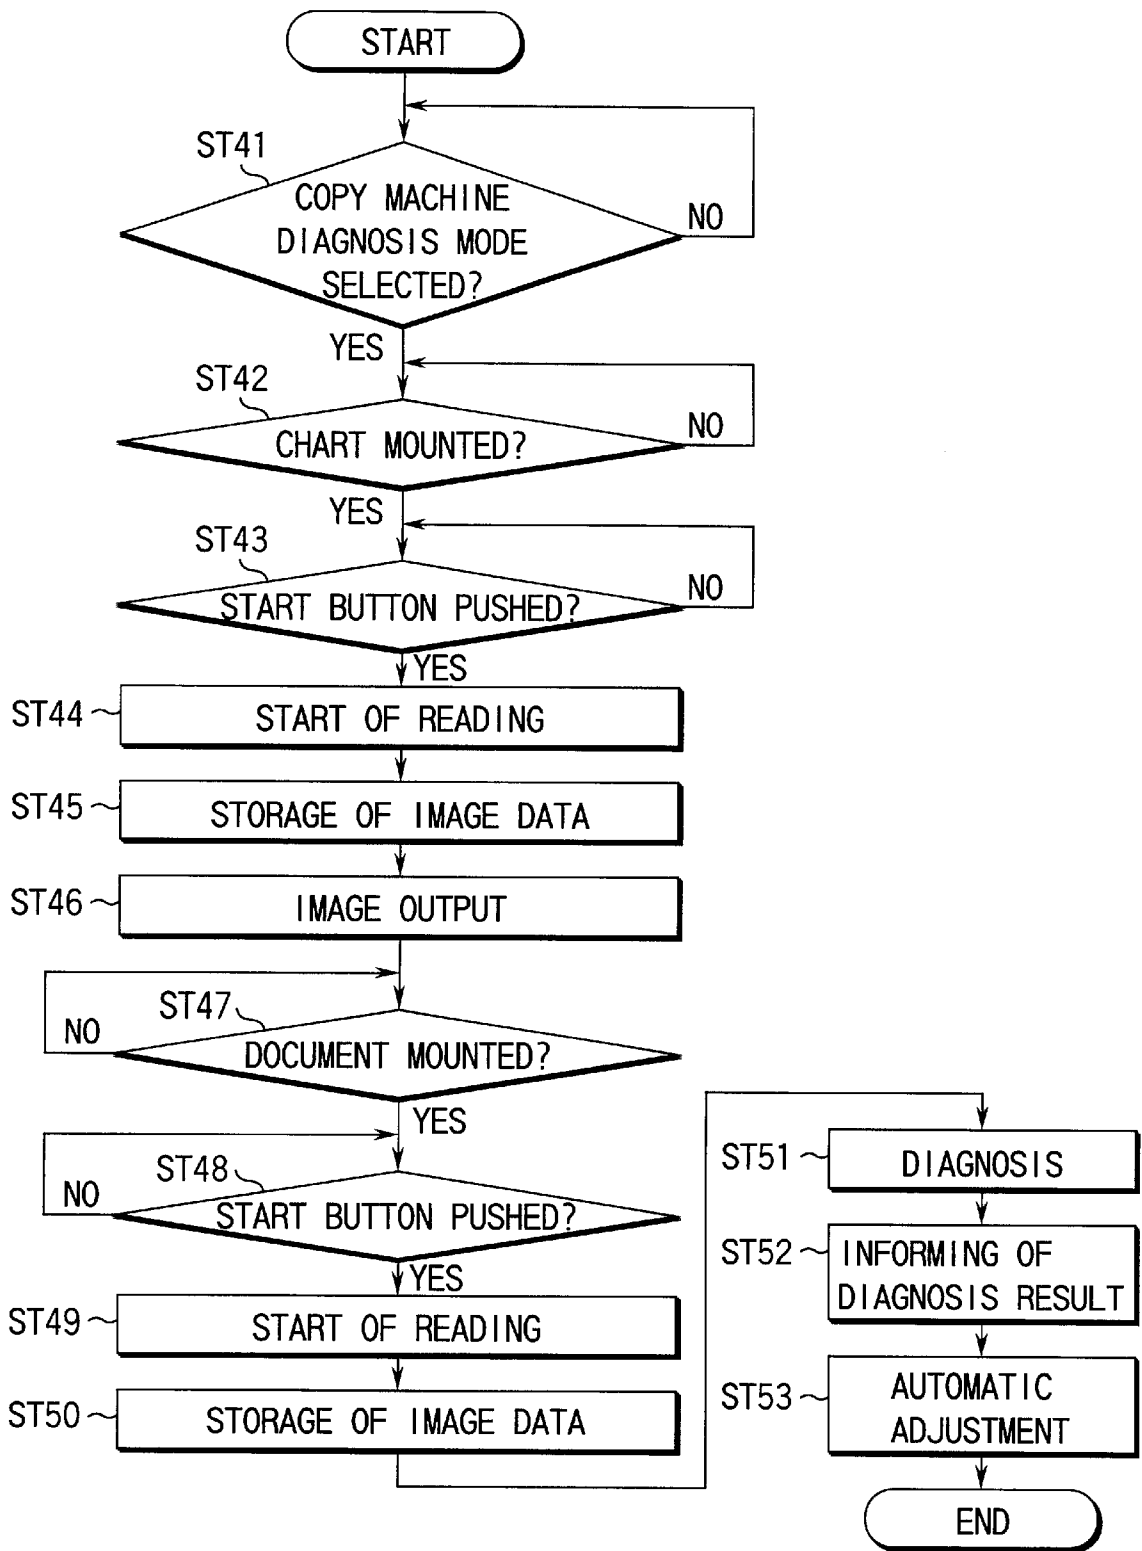 START
ST41
COPY MACHINE
DIAGNOSIS MODE
SELECTED?
NO
YES
ST42
CHART MOUNTED?
NO
YES
ST43
START BUTTON PUSHED?
NO
YES
ST44
START OF READING
ST45
STORAGE OF IMAGE DATA
ST46
IMAGE OUTPUT
ST47
NO
DOCUMENT MOUNTED?
YES
ST48
NO
START BUTTON PUSHED?
YES
ST49
START OF READING
ST50
STORAGE OF IMAGE DATA
ST51
DIAGNOSIS
ST52
INFORMING OF
DIAGNOSIS RESULT
ST53
AUTOMATIC
ADJUSTMENT
END